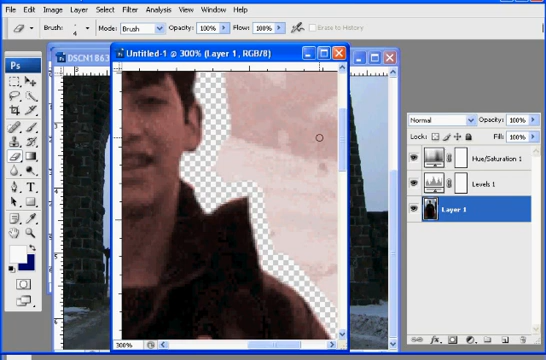 File Edit Image Layer Select Filter Analysis View Window Help
Brush: 4 Mode: Brush Opacity: 100% Flow: 100% Erase to History
DSCN1863
Untitled-1 @ 300% (Layer 1, RGB/8)
Ps
Normal Opacity: 100%
Lock: Fill: 100%
Hue/Saturation 1
Levels 1
Layer 1
300%